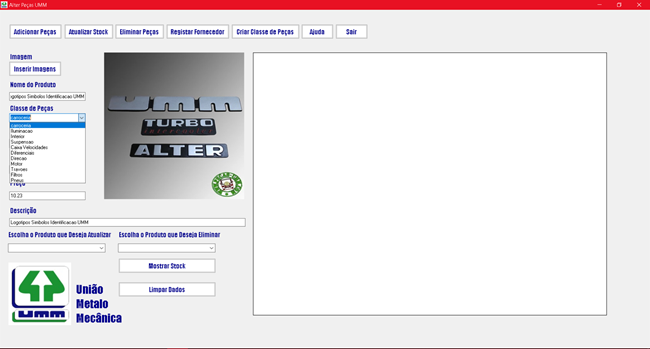 Alter Peças UMM
Adicionar Peças
Atualizar Stock
Eliminar Peças
Registar Fornecedor
Criar Classe de Peças
Ajuda
Sair
Imagem
Inserir Imagens
Nome do Produto
igotipos Simbolos Identificacao UMM
Classe de Peças
carroceria
carroceria
Iluminacao
Interior
Suspensao
Caixa Velocidades
Diferenciais
Direcao
Motor
Travoes
Filtros
Pneus
Preço
10.23
Descrição
Logotipos Simbolos Identificacao UMM
Escolha o Produto que Deseja Atualizar
Escolha o Produto que Deseja Eliminar
Mostrar Stock
Limpar Dados
UMM
TURBO
ALTER
UMM
União
Metalo
Mecânica